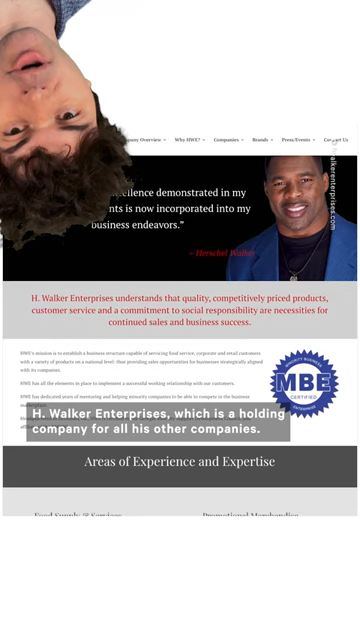 Company Overview Why HWE? Companies Brands Press/Events Contact Us
hwalkerenterprises.com
excellence demonstrated in my
is now incorporated into my
business endeavors.”
~ Herschel Walker
H. Walker Enterprises understands that quality, competitively priced products,
customer service and a commitment to social responsibility are necessities for
continued sales and business success.
HWE's mission is to establish a business structure capable of servicing food service, corporate and retail customers
with a variety of products on a national level: thus providing sales opportunities for businesses strategically aligned
with its companies.
HWE has all the elements in place to implement a successful working relationship with our customers.
HWE has dedicated years of mentoring and helping minority companies to be able to compete in the business
MINORITY BUSINESS
MBE
CERTIFIED
ENTERPRISE
H. Walker Enterprises, which is a holding
company for all his other companies.
Areas of Experience and Expertise
Food Supply & Services Promotional Merchandise